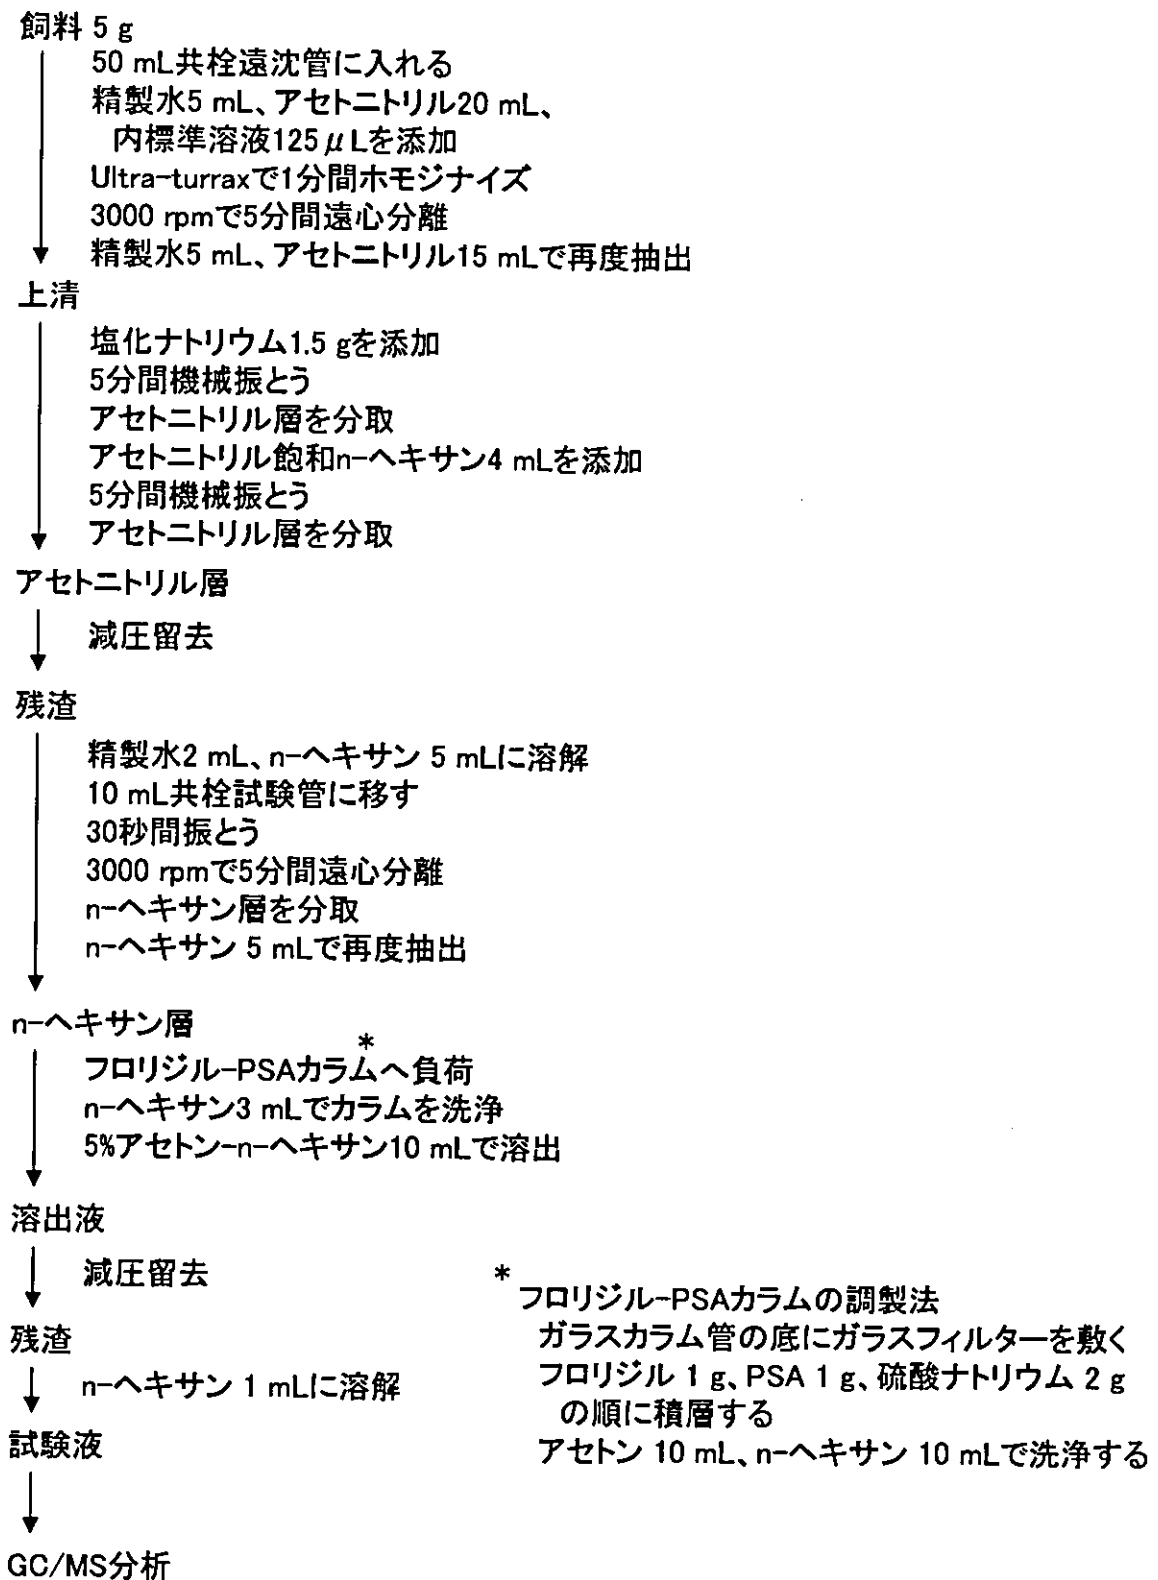 飼料 5 g
50 mL共栓遠沈管に入れる
精製水5 mL、アセトニトリル20 mL、
内標準溶液125μLを添加
Ultra-turraxで1分間ホモジナイズ
3000 rpmで5分間遠心分離
精製水5 mL、アセトニトリル15 mLで再度抽出
上清
塩化ナトリウム1.5 gを添加
5分間機械振とう
アセトニトリル層を分取
アセトニトリル飽和n-ヘキサン4 mLを添加
5分間機械振とう
アセトニトリル層を分取
アセトニトリル層
減圧留去
残渣
精製水2 mL、n-ヘキサン 5 mLに溶解
10 mL共栓試験管に移す
30秒間振とう
3000 rpmで5分間遠心分離
n-ヘキサン層を分取
n-ヘキサン 5 mLで再度抽出
n-ヘキサン層
フロリジル-PSAカラム*へ負荷
n-ヘキサン3 mLでカラムを洗浄
5%アセトン-n-ヘキサン10 mLで溶出
溶出液
減圧留去
残渣
n-ヘキサン 1 mLに溶解
試験液
GC/MS分析
*
フロリジル-PSAカラムの調製法
ガラスカラム管の底にガラスフィルターを敷く
フロリジル 1 g、PSA 1 g、硫酸ナトリウム 2 g
の順に積層する
アセトン 10 mL、n-ヘキサン 10 mLで洗浄する